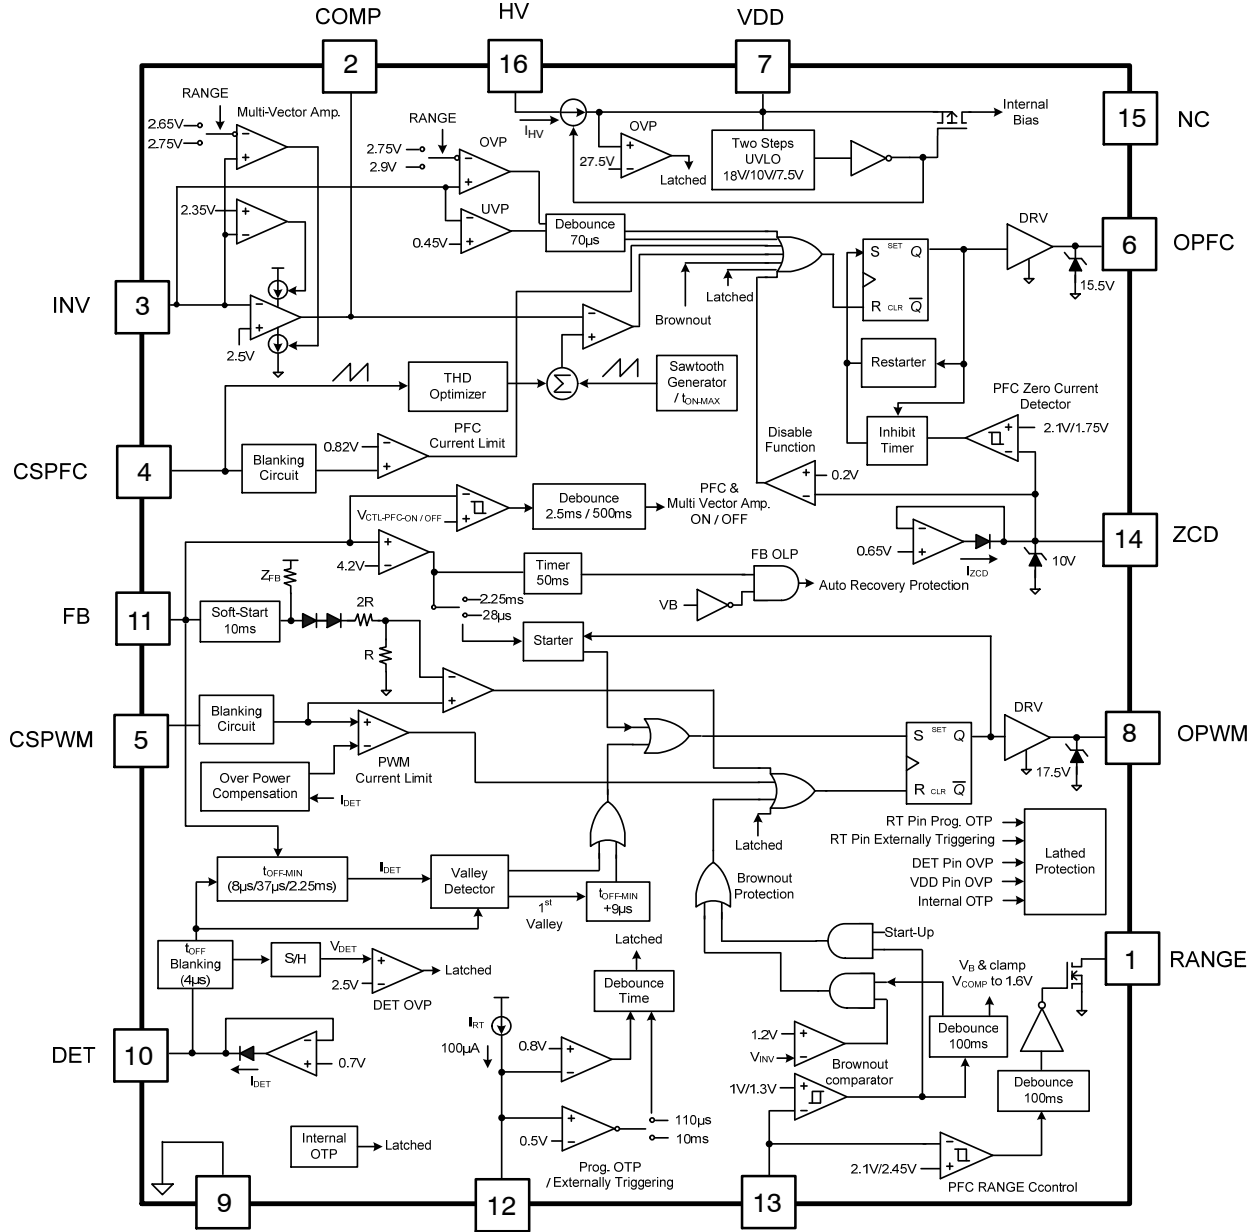 COMP
HV
VDD
2
16
7
15
NC
RANGE
Multi-Vector Amp.
2.65V
2.75V
RANGE
OVP
2.75V
2.9V
IHV
OVP
27.5V
Latched
Two Steps
UVLO
18V/10V/7.5V
Internal
Bias
2.35V
UVP
0.45V
Debounce
70µs
DRV
6
OPFC
15.5V
S
SET
Q
R
CLR
Q
INV
3
2.5V
Brownout
Latched
Restarter
THD
Optimizer
Σ
Sawtooth
Generator
/ tON-MAX
PFC Zero Current
Detector
2.1V/1.75V
Inhibit
Timer
CSPFC
4
Blanking
Circuit
0.82V
PFC
Current Limit
Disable
Function
0.2V
VCTL-PFC-ON / OFF
Debounce
2.5ms / 500ms
PFC &
Multi Vector Amp.
ON / OFF
14
ZCD
0.65V
IZCD
10V
4.2V
Timer
50ms
FB OLP
VB
Auto Recovery Protection
FB
11
ZFB
Soft-Start
10ms
2R
R
2.25ms
28µs
Starter
CSPWM
5
Blanking
Circuit
PWM
Current Limit
Over Power
Compensation
IDET
S
SET
Q
R
CLR
Q
DRV
8
OPWM
17.5V
Latched
RT Pin Prog. OTP
RT Pin Externally Triggering
DET Pin OVP
VDD Pin OVP
Internal OTP
Lathed
Protection
tOFF-MIN
(8µs/37µs/2.25ms)
IDET
Valley
Detector
1st
Valley
tOFF-MIN
+9µs
Brownout
Protection
Start-Up
tOFF
Blanking
(4µs)
S/H
VDET
2.5V
DET OVP
Latched
Latched
Debounce
Time
VB & clamp
VCOMP to 1.6V
1
RANGE
DET
10
IDET
0.7V
IRT
100µA
0.8V
0.5V
110µs
10ms
Prog. OTP
/ Externally Triggering
1.2V
VINV
Brownout
comparator
1V/1.3V
Debounce
100ms
Debounce
100ms
2.1V/2.45V
PFC RANGE Ccontrol
Internal
OTP
Latched
9
12
13